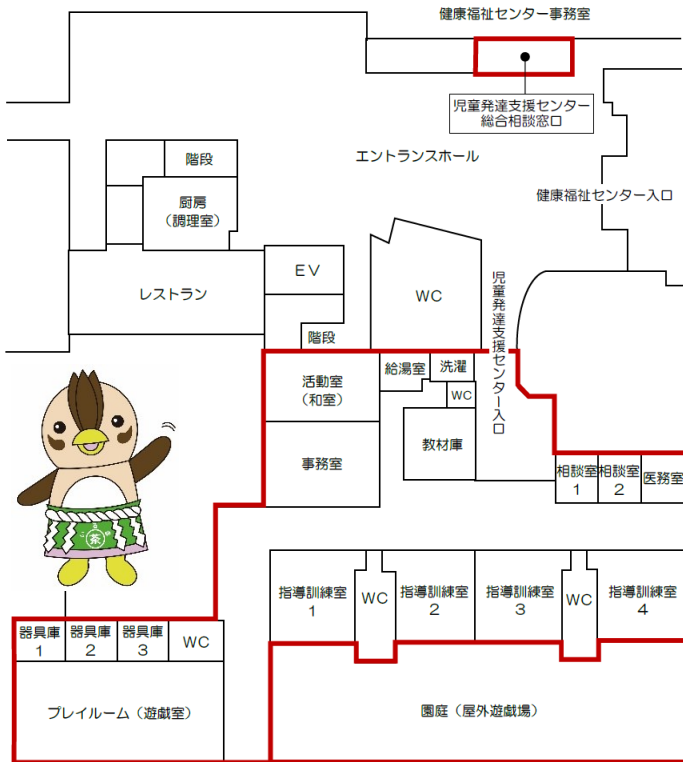 健康福祉センター事務室
児童発達支援センター
総合相談窓口
エントランスホール
階段
厨房
(調理室)
健康福祉センター入口
レストラン
EV
階段
WC
児童発達支援センター入口
活動室
(和室)
給湯室
洗濯
WC
教材庫
事務室
相談室
1
相談室
2
医務室
茶
指導訓練室
1
WC
指導訓練室
2
指導訓練室
3
WC
指導訓練室
4
器具庫
1
器具庫
2
器具庫
3
WC
プレイルーム(遊戯室)
園庭(屋外遊戯場)